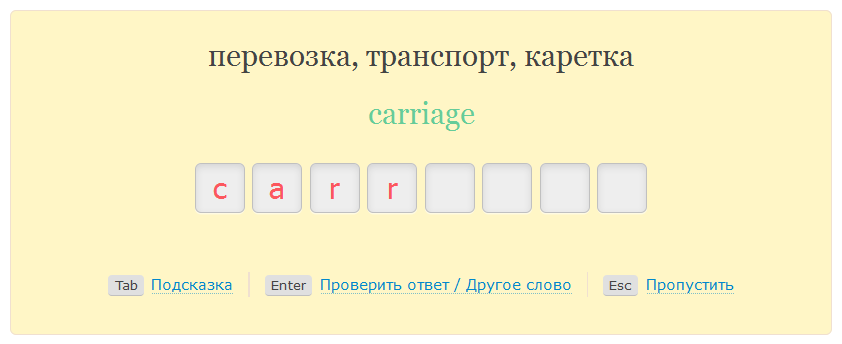 перевозка, транспорт, каретка
carriage
c a r r
Tab Подсказка Enter Проверить ответ / Другое слово Esc Пропустить